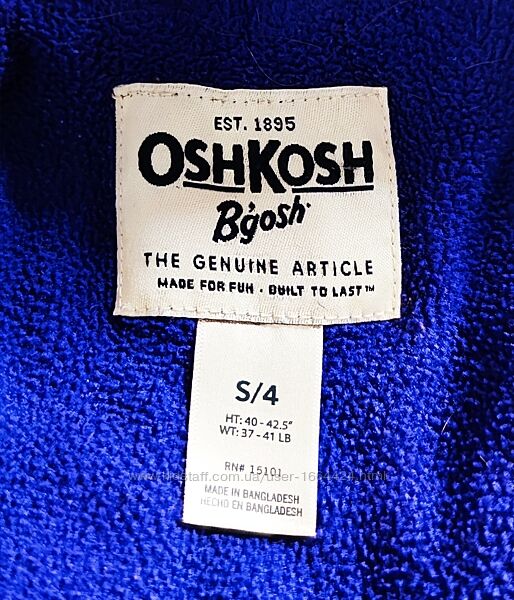 EST. 1895
OSHKOSH
B'gosh
THE GENUINE ARTICLE
MADE FOR FUN · BUILT TO LAST™
S/4
HT: 40 - 42.5"
WT: 37 - 41 LB
RN# 15101
MADE IN BANGLADESH
HECHO EN BANGLADESH